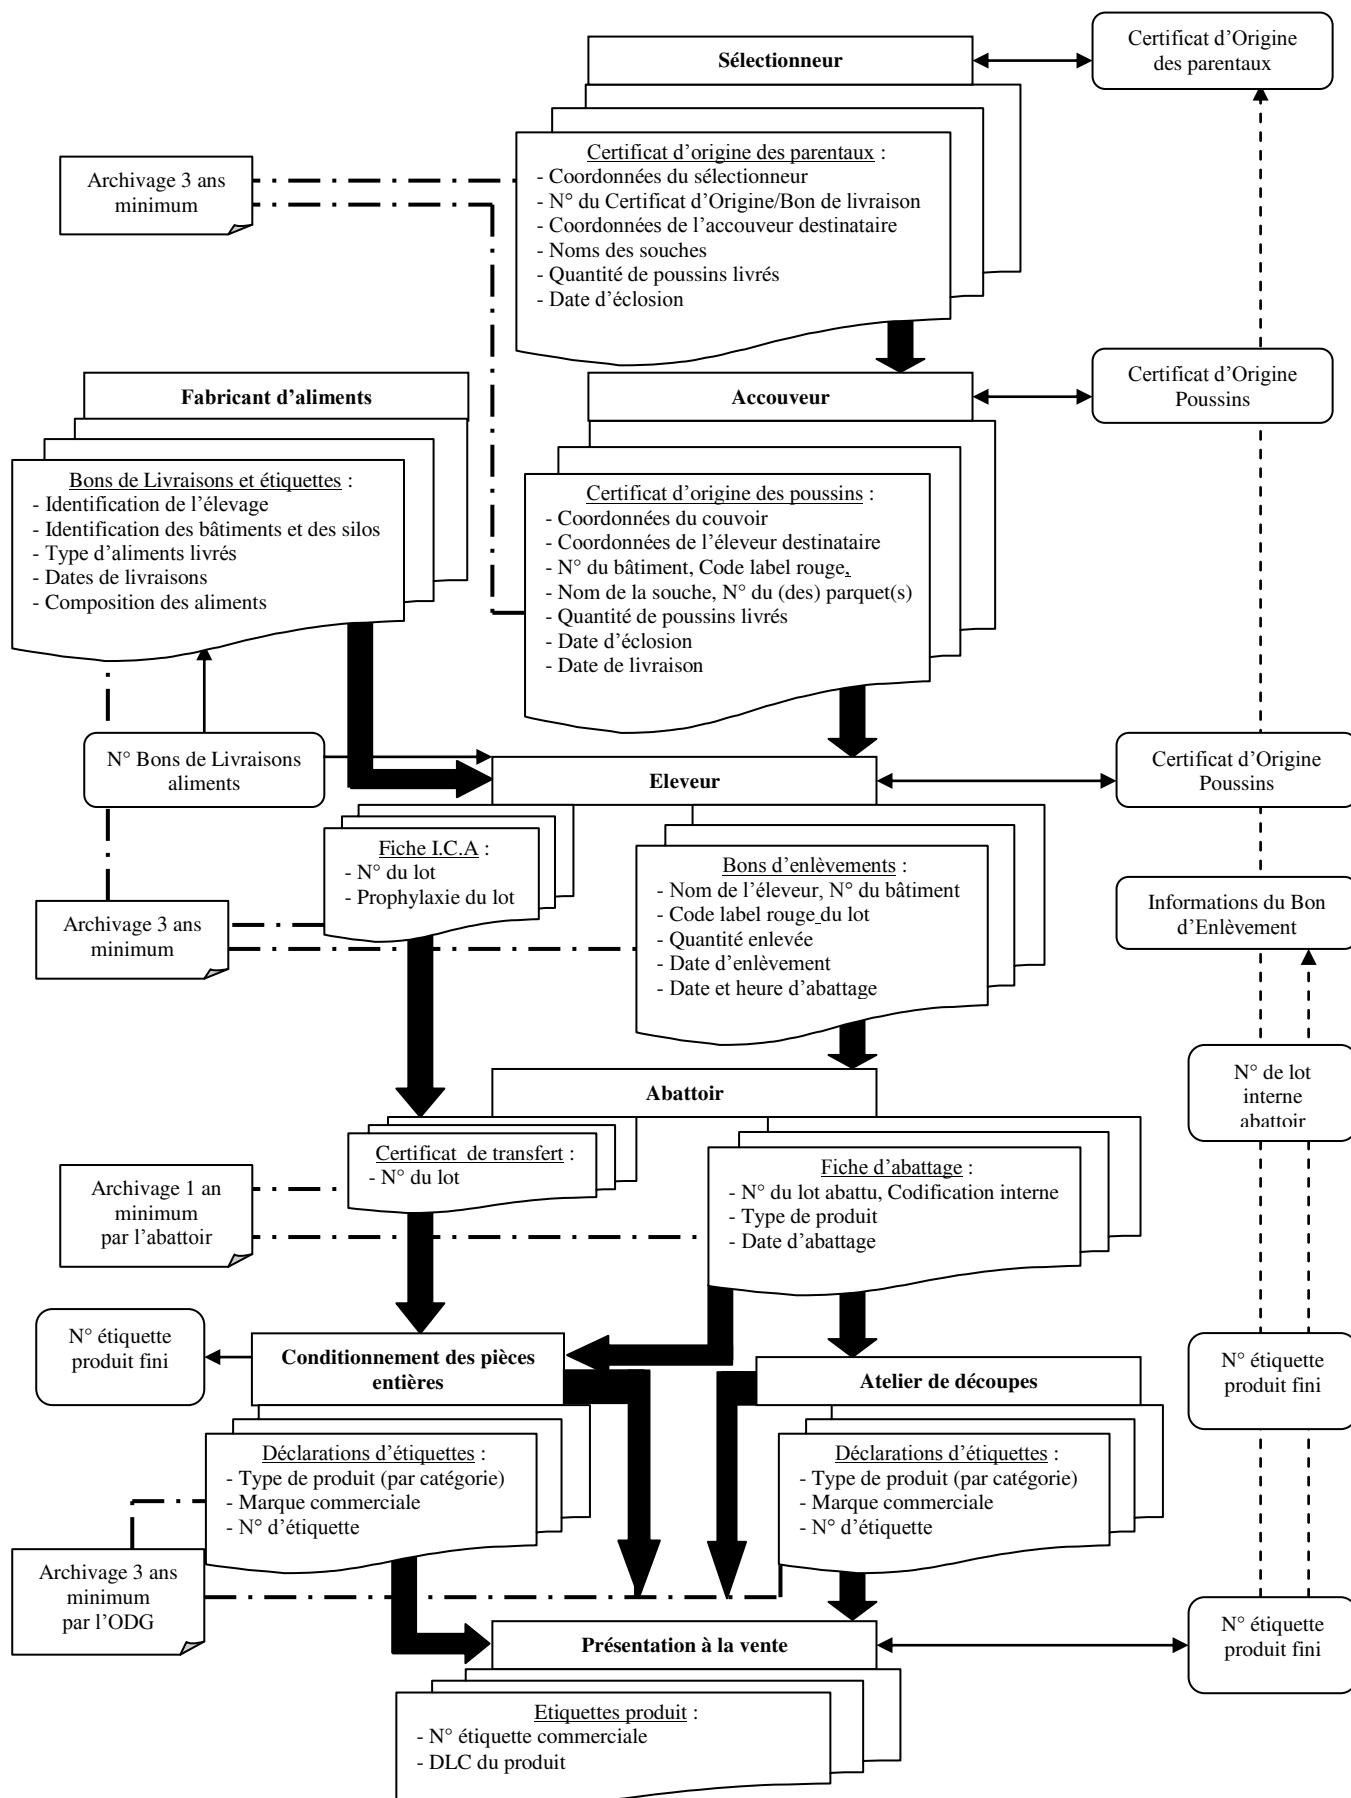 Sélectionneur
Certificat d'Origine
des parentaux
Certificat d'origine des parentaux :
- Coordonnées du sélectionneur
- N° du Certificat d'Origine/Bon de livraison
- Coordonnées de l'accouveur destinataire
- Noms des souches
- Quantité de poussins livrés
- Date d'éclosion
Archivage 3 ans
minimum
Fabricant d'aliments
Accouveur
Certificat d'Origine
Poussins
Bons de Livraisons et étiquettes :
- Identification de l'élevage
- Identification des bâtiments et des silos
- Type d'aliments livrés
- Dates de livraisons
- Composition des aliments
Certificat d'origine des poussins :
- Coordonnées du couvoir
- Coordonnées de l'éleveur destinataire
- N° du bâtiment, Code label rouge,
- Nom de la souche, N° du (des) parquet(s)
- Quantité de poussins livrés
- Date d'éclosion
- Date de livraison
N° Bons de Livraisons
aliments
Eleveur
Certificat d'Origine
Poussins
Fiche I.C.A :
- N° du lot
- Prophylaxie du lot
Bons d'enlèvements :
- Nom de l'éleveur, N° du bâtiment
- Code label rouge du lot
- Quantité enlevée
- Date d'enlèvement
- Date et heure d'abattage
Archivage 3 ans
minimum
Informations du Bon
d'Enlèvement
Abattoir
N° de lot
interne
abattoir
Certificat de transfert :
- N° du lot
Fiche d'abattage :
- N° du lot abattu, Codification interne
- Type de produit
- Date d'abattage
Archivage 1 an
minimum
par l'abattoir
N° étiquette
produit fini
Conditionnement des pièces
entières
Atelier de découpes
N° étiquette
produit fini
Déclarations d'étiquettes :
- Type de produit (par catégorie)
- Marque commerciale
- N° d'étiquette
Déclarations d'étiquettes :
- Type de produit (par catégorie)
- Marque commerciale
- N° d'étiquette
Archivage 3 ans
minimum
par l'ODG
Présentation à la vente
N° étiquette
produit fini
Etiquettes produit :
- N° étiquette commerciale
- DLC du produit